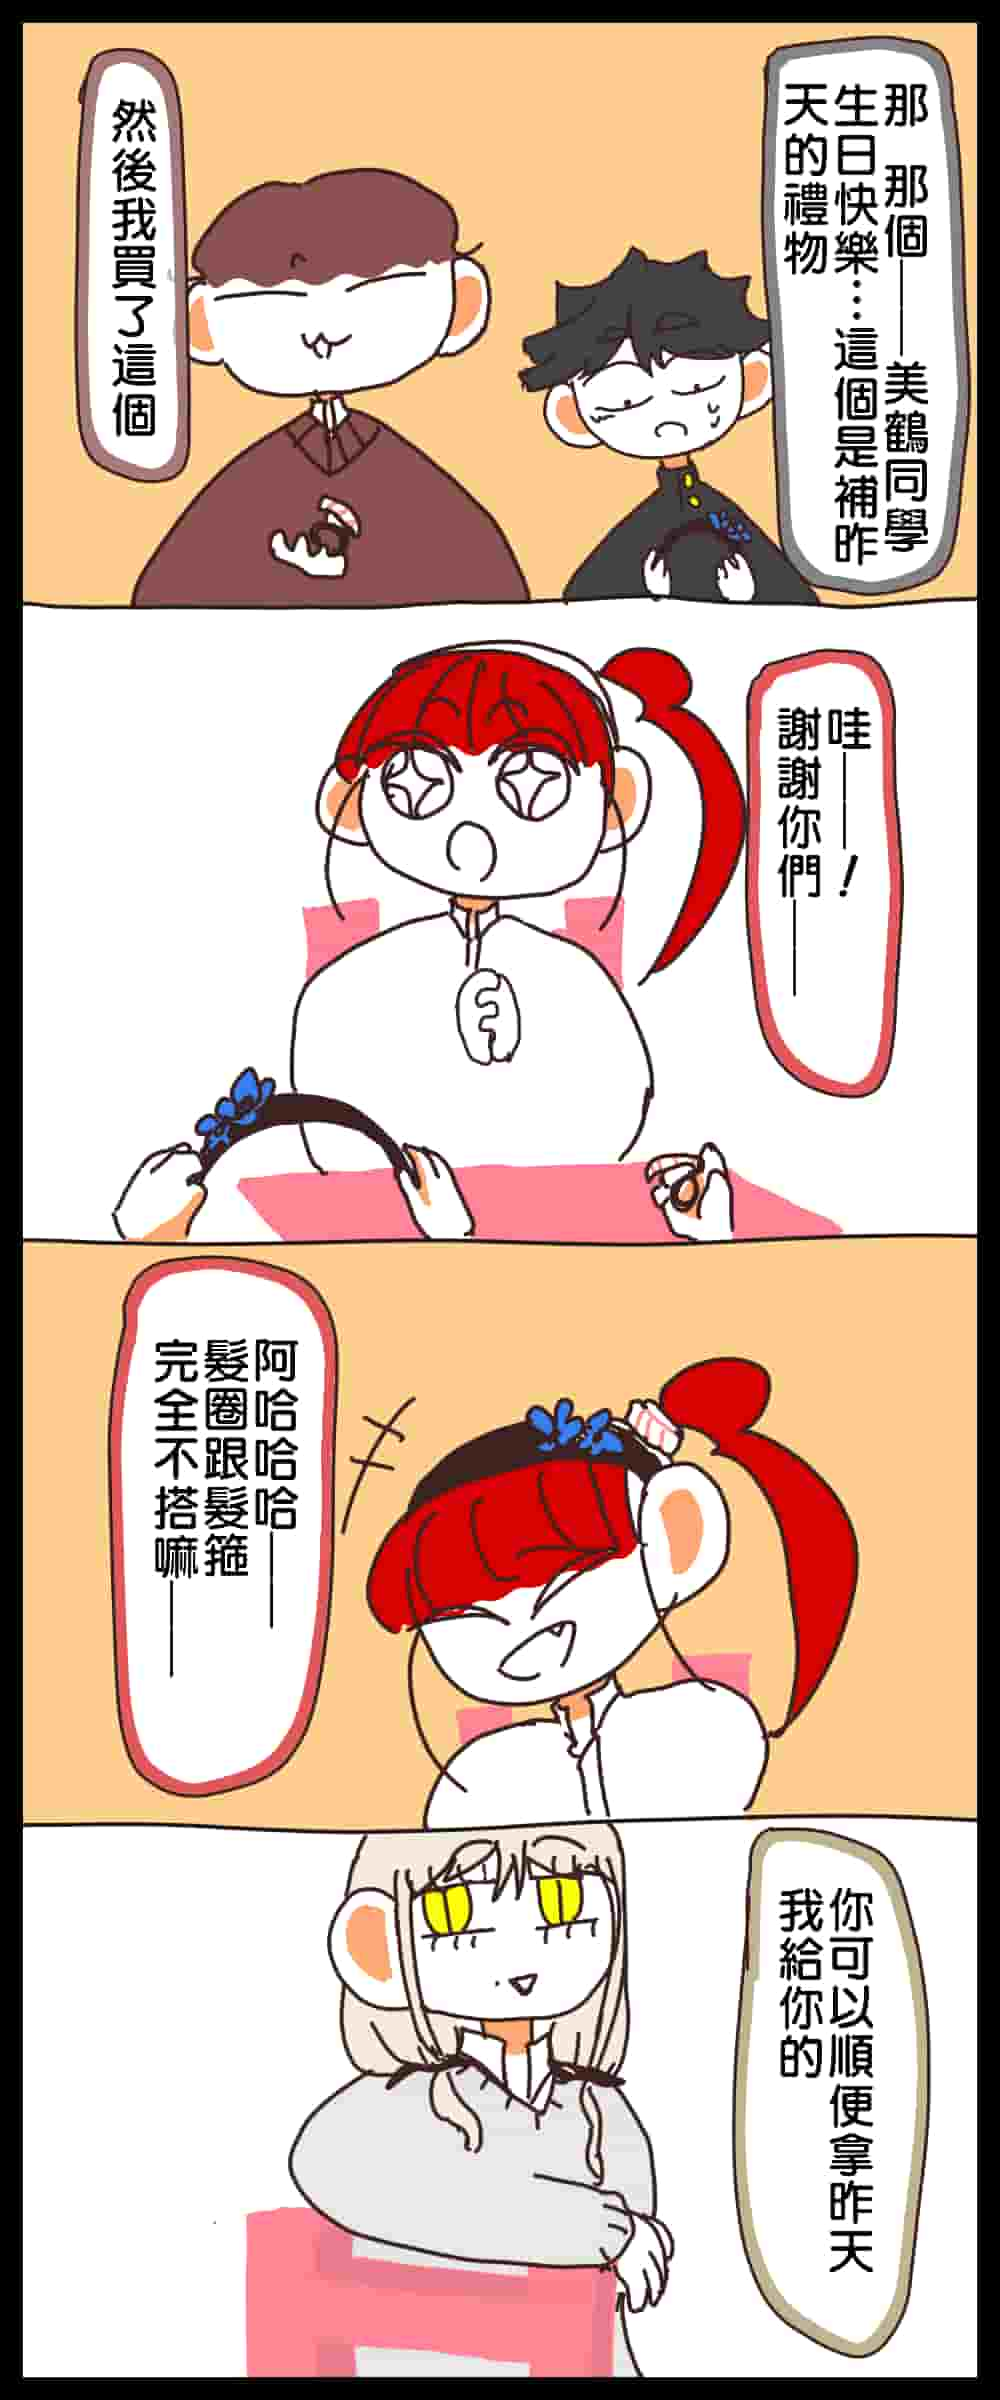 那 那個——美鶴同學
生日快樂…這個是補昨
天的禮物
然後我買了這個
哇——！
謝謝你們——
阿哈哈哈——
髮圈跟髮箍
完全不搭嘛——
你可以順便拿昨天
我給你的